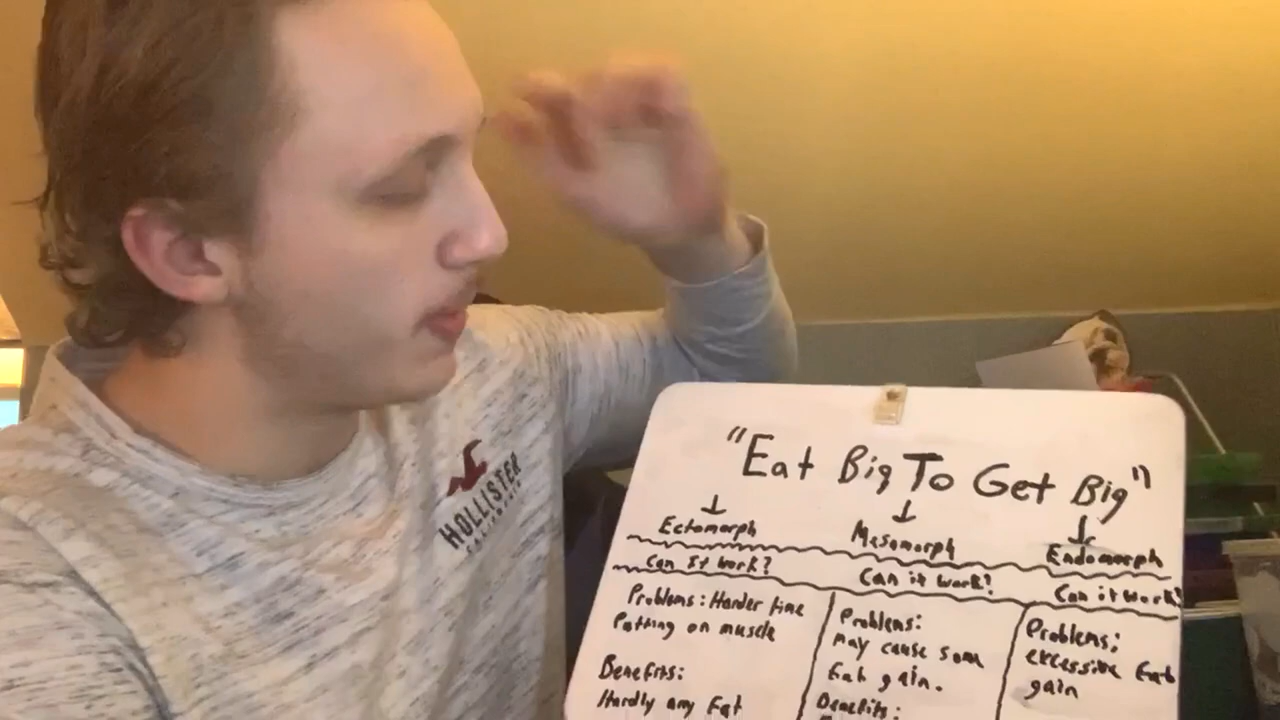 "Eat Big To Get Big"
Ectomorph
Mesomorph
Endomorph
Can It Work?
Can it Work?
Can it Work?
Problems: Harder time
Putting on muscle
Benefits:
Hardly any Fat
Problems:
may cause some
Fat gain.
Benefits:
Problems:
excessive Fat
gain
HOLLISTER
CALIFORNIA